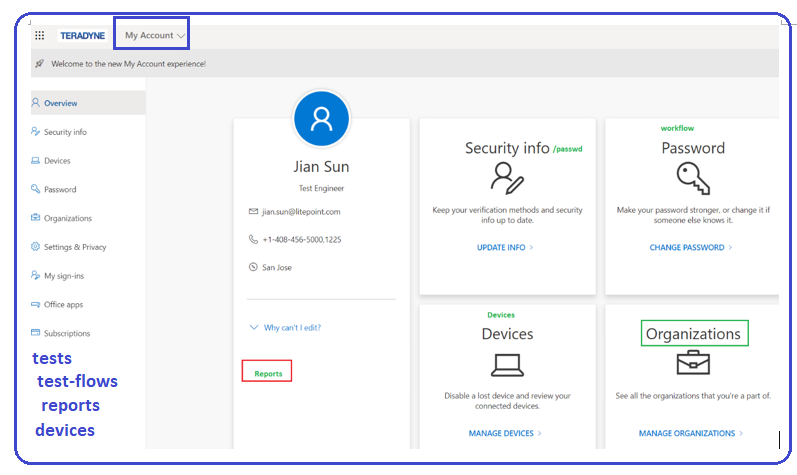 TERADYNE My Account
Welcome to the new My Account experience!
Overview
Security info
Devices
Password
Organizations
Settings & Privacy
My sign-ins
Office apps
Subscriptions
tests
test-flows
reports
devices
Jian Sun
Test Engineer
jian.sun@litepoint.com
+1-408-456-5000,1225
San Jose
Why can't I edit?
Reports
Security info /passwd
Keep your verification methods and security
info up to date.
UPDATE INFO >
workflow
Password
Make your password stronger, or change it if
someone else knows it.
CHANGE PASSWORD >
Devices
Devices
Disable a lost device and review your
connected devices.
MANAGE DEVICES >
Organizations
See all the organizations that you're a part of.
MANAGE ORGANIZATIONS >